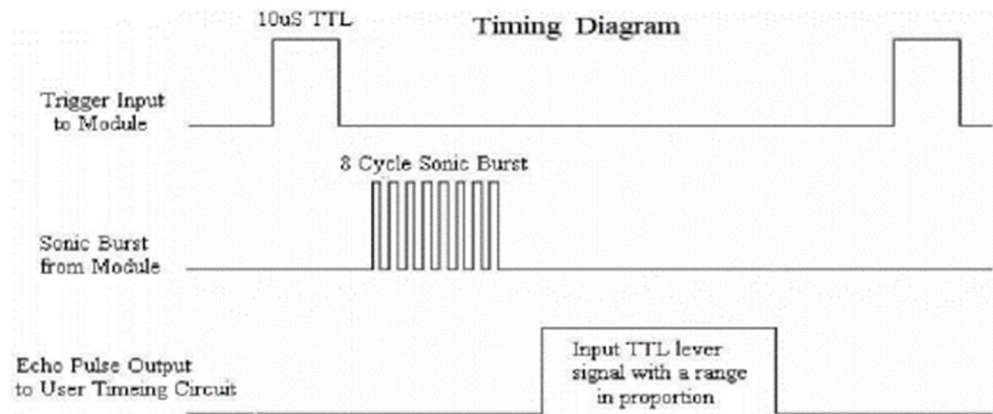 10uS TTL
Timing Diagram
Trigger Input
to Module
8 Cycle Sonic Burst
Sonic Burst
from Module
Echo Pulse Output
to User Timeing Circuit
Input TTL lever
signal with a range
in proportion